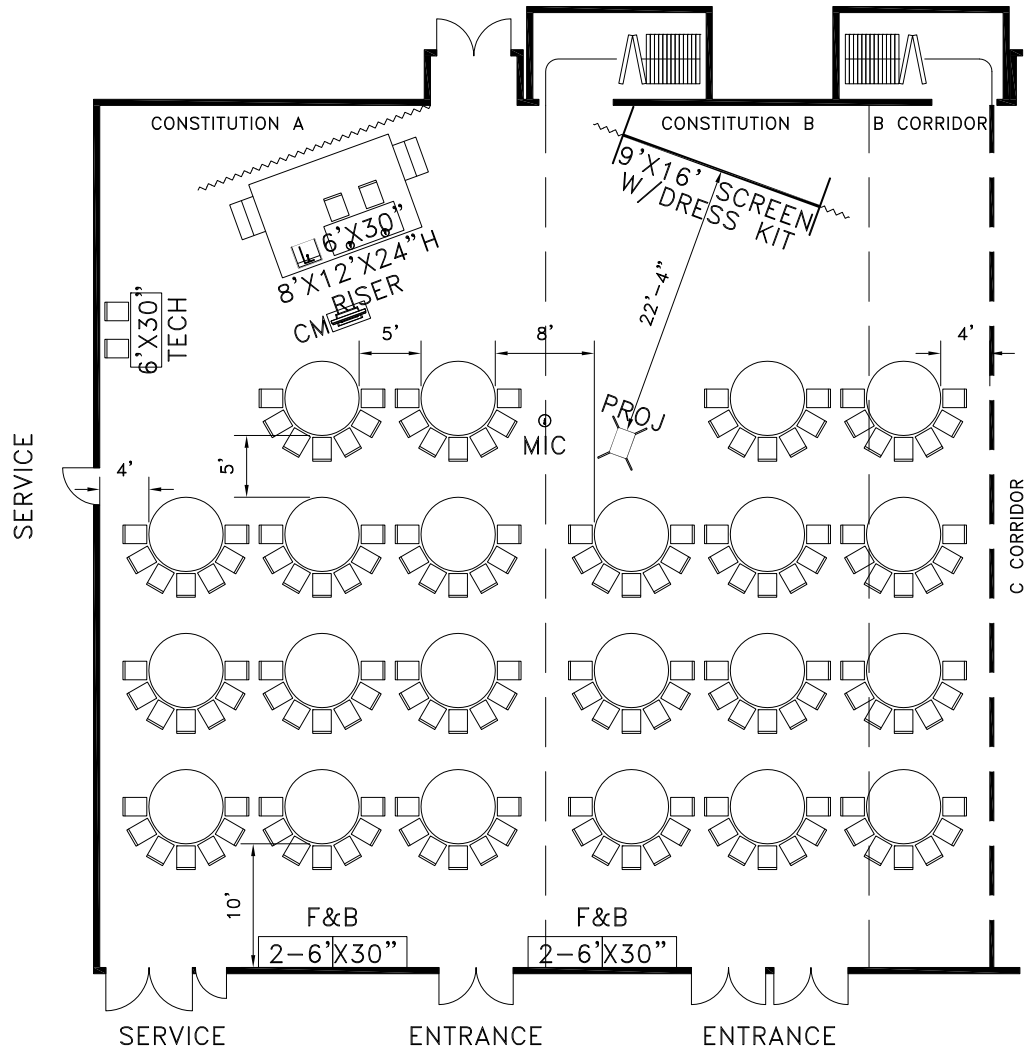 CONSTITUTION A
CONSTITUTION B
B CORRIDOR
9'X16' SCREEN
W/DRESS KIT
6'X30"
8'X12'X24"H
RISER
CM
22'-4"
6'X30"
TECH
5'
8'
4'
PROJ
MIC
5'
4'
SERVICE
C CORRIDOR
10'
F&B
2-6'X30"
F&B
2-6'X30"
SERVICE
ENTRANCE
ENTRANCE